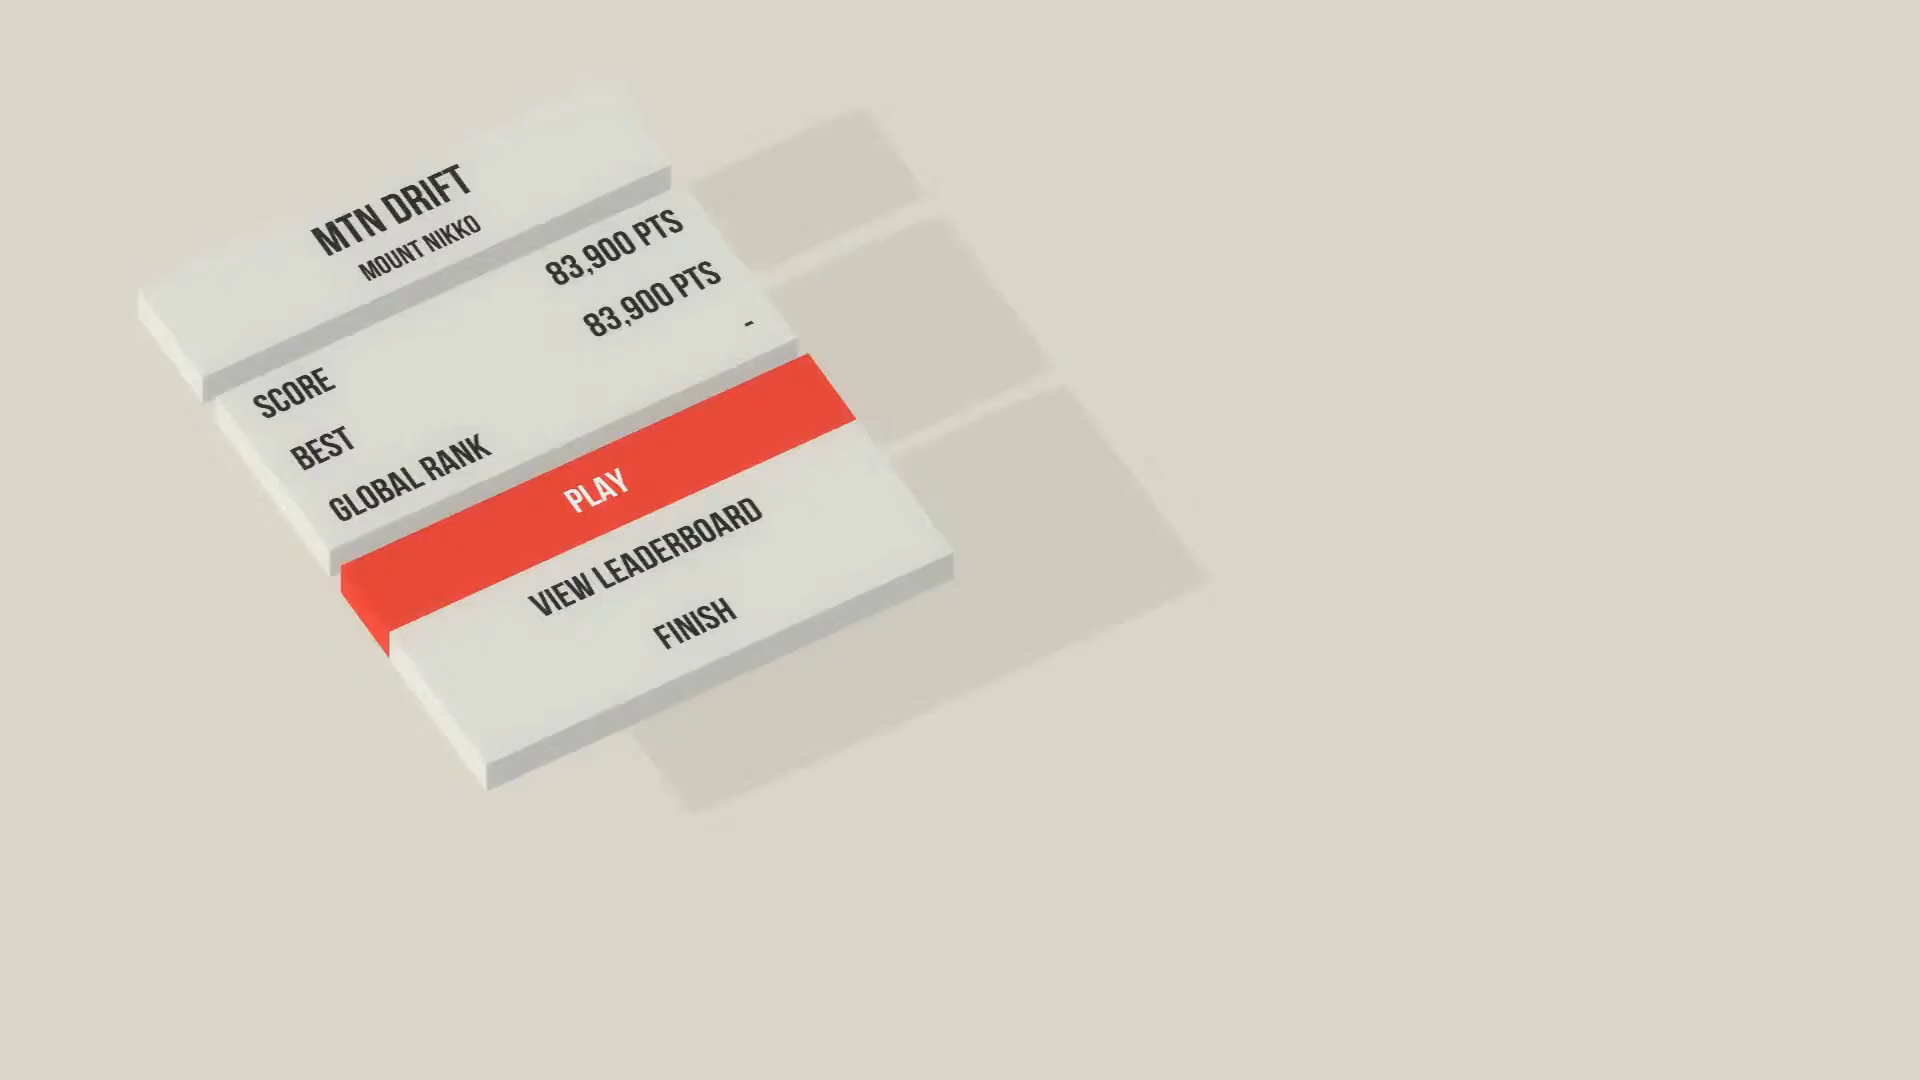 MTN DRIFT
MOUNT NIKKO
SCORE 83,900 PTS
BEST 83,900 PTS
GLOBAL RANK -
PLAY
VIEW LEADERBOARD
FINISH